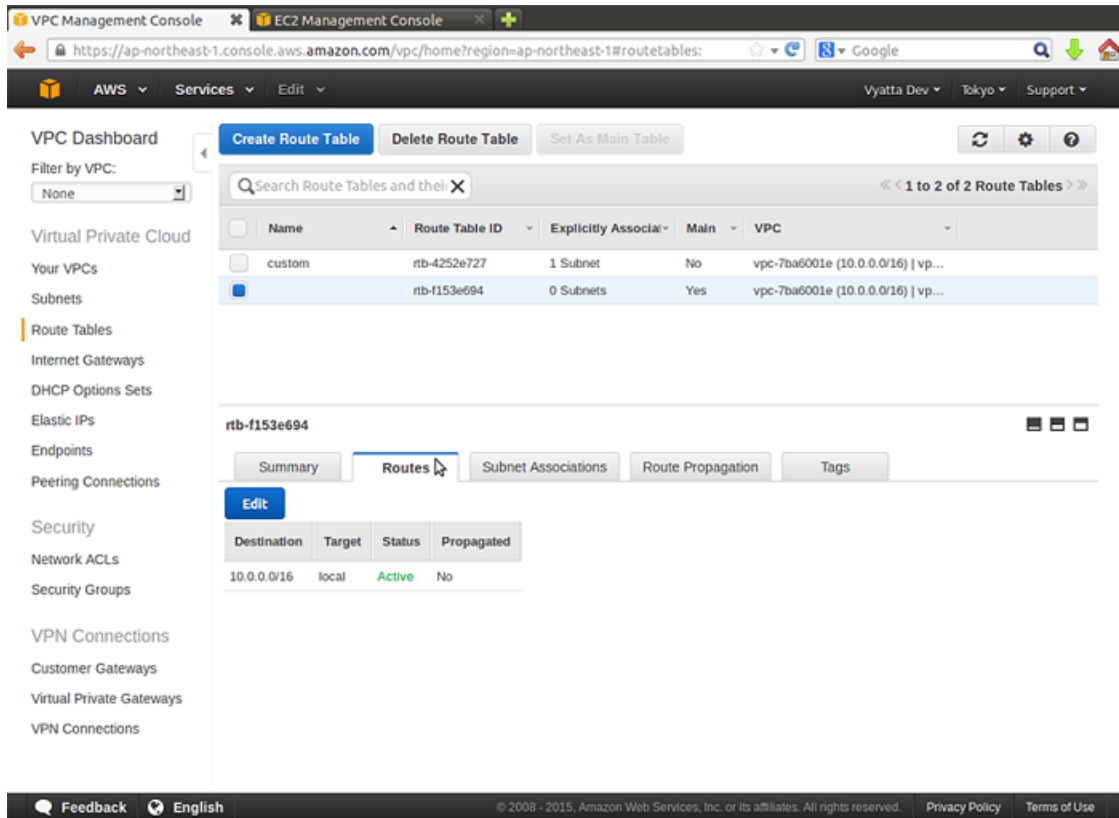 VPC Management Console
EC2 Management Console
https://ap-northeast-1.console.aws.amazon.com/vpc/home?region=ap-northeast-1#routetables:
Google
AWS Services Edit Vyatta Dev Tokyo Support
VPC Dashboard
Filter by VPC:
None
Virtual Private Cloud
Your VPCs
Subnets
Route Tables
Internet Gateways
DHCP Options Sets
Elastic IPs
Endpoints
Peering Connections
Security
Network ACLs
Security Groups
VPN Connections
Customer Gateways
Virtual Private Gateways
VPN Connections
Create Route Table Delete Route Table Set As Main Table
Search Route Tables and thei
1 to 2 of 2 Route Tables
Name Route Table ID Explicitly Associat Main VPC
custom rtb-4252e727 1 Subnet No vpc-7ba6001e (10.0.0.0/16) | vp...
rtb-f153e694 0 Subnets Yes vpc-7ba6001e (10.0.0.0/16) | vp...
rtb-f153e694
Summary Routes Subnet Associations Route Propagation Tags
Edit
Destination Target Status Propagated
10.0.0.0/16 local Active No
Feedback English © 2008 - 2015, Amazon Web Services, Inc. or its affiliates. All rights reserved. Privacy Policy Terms of Use